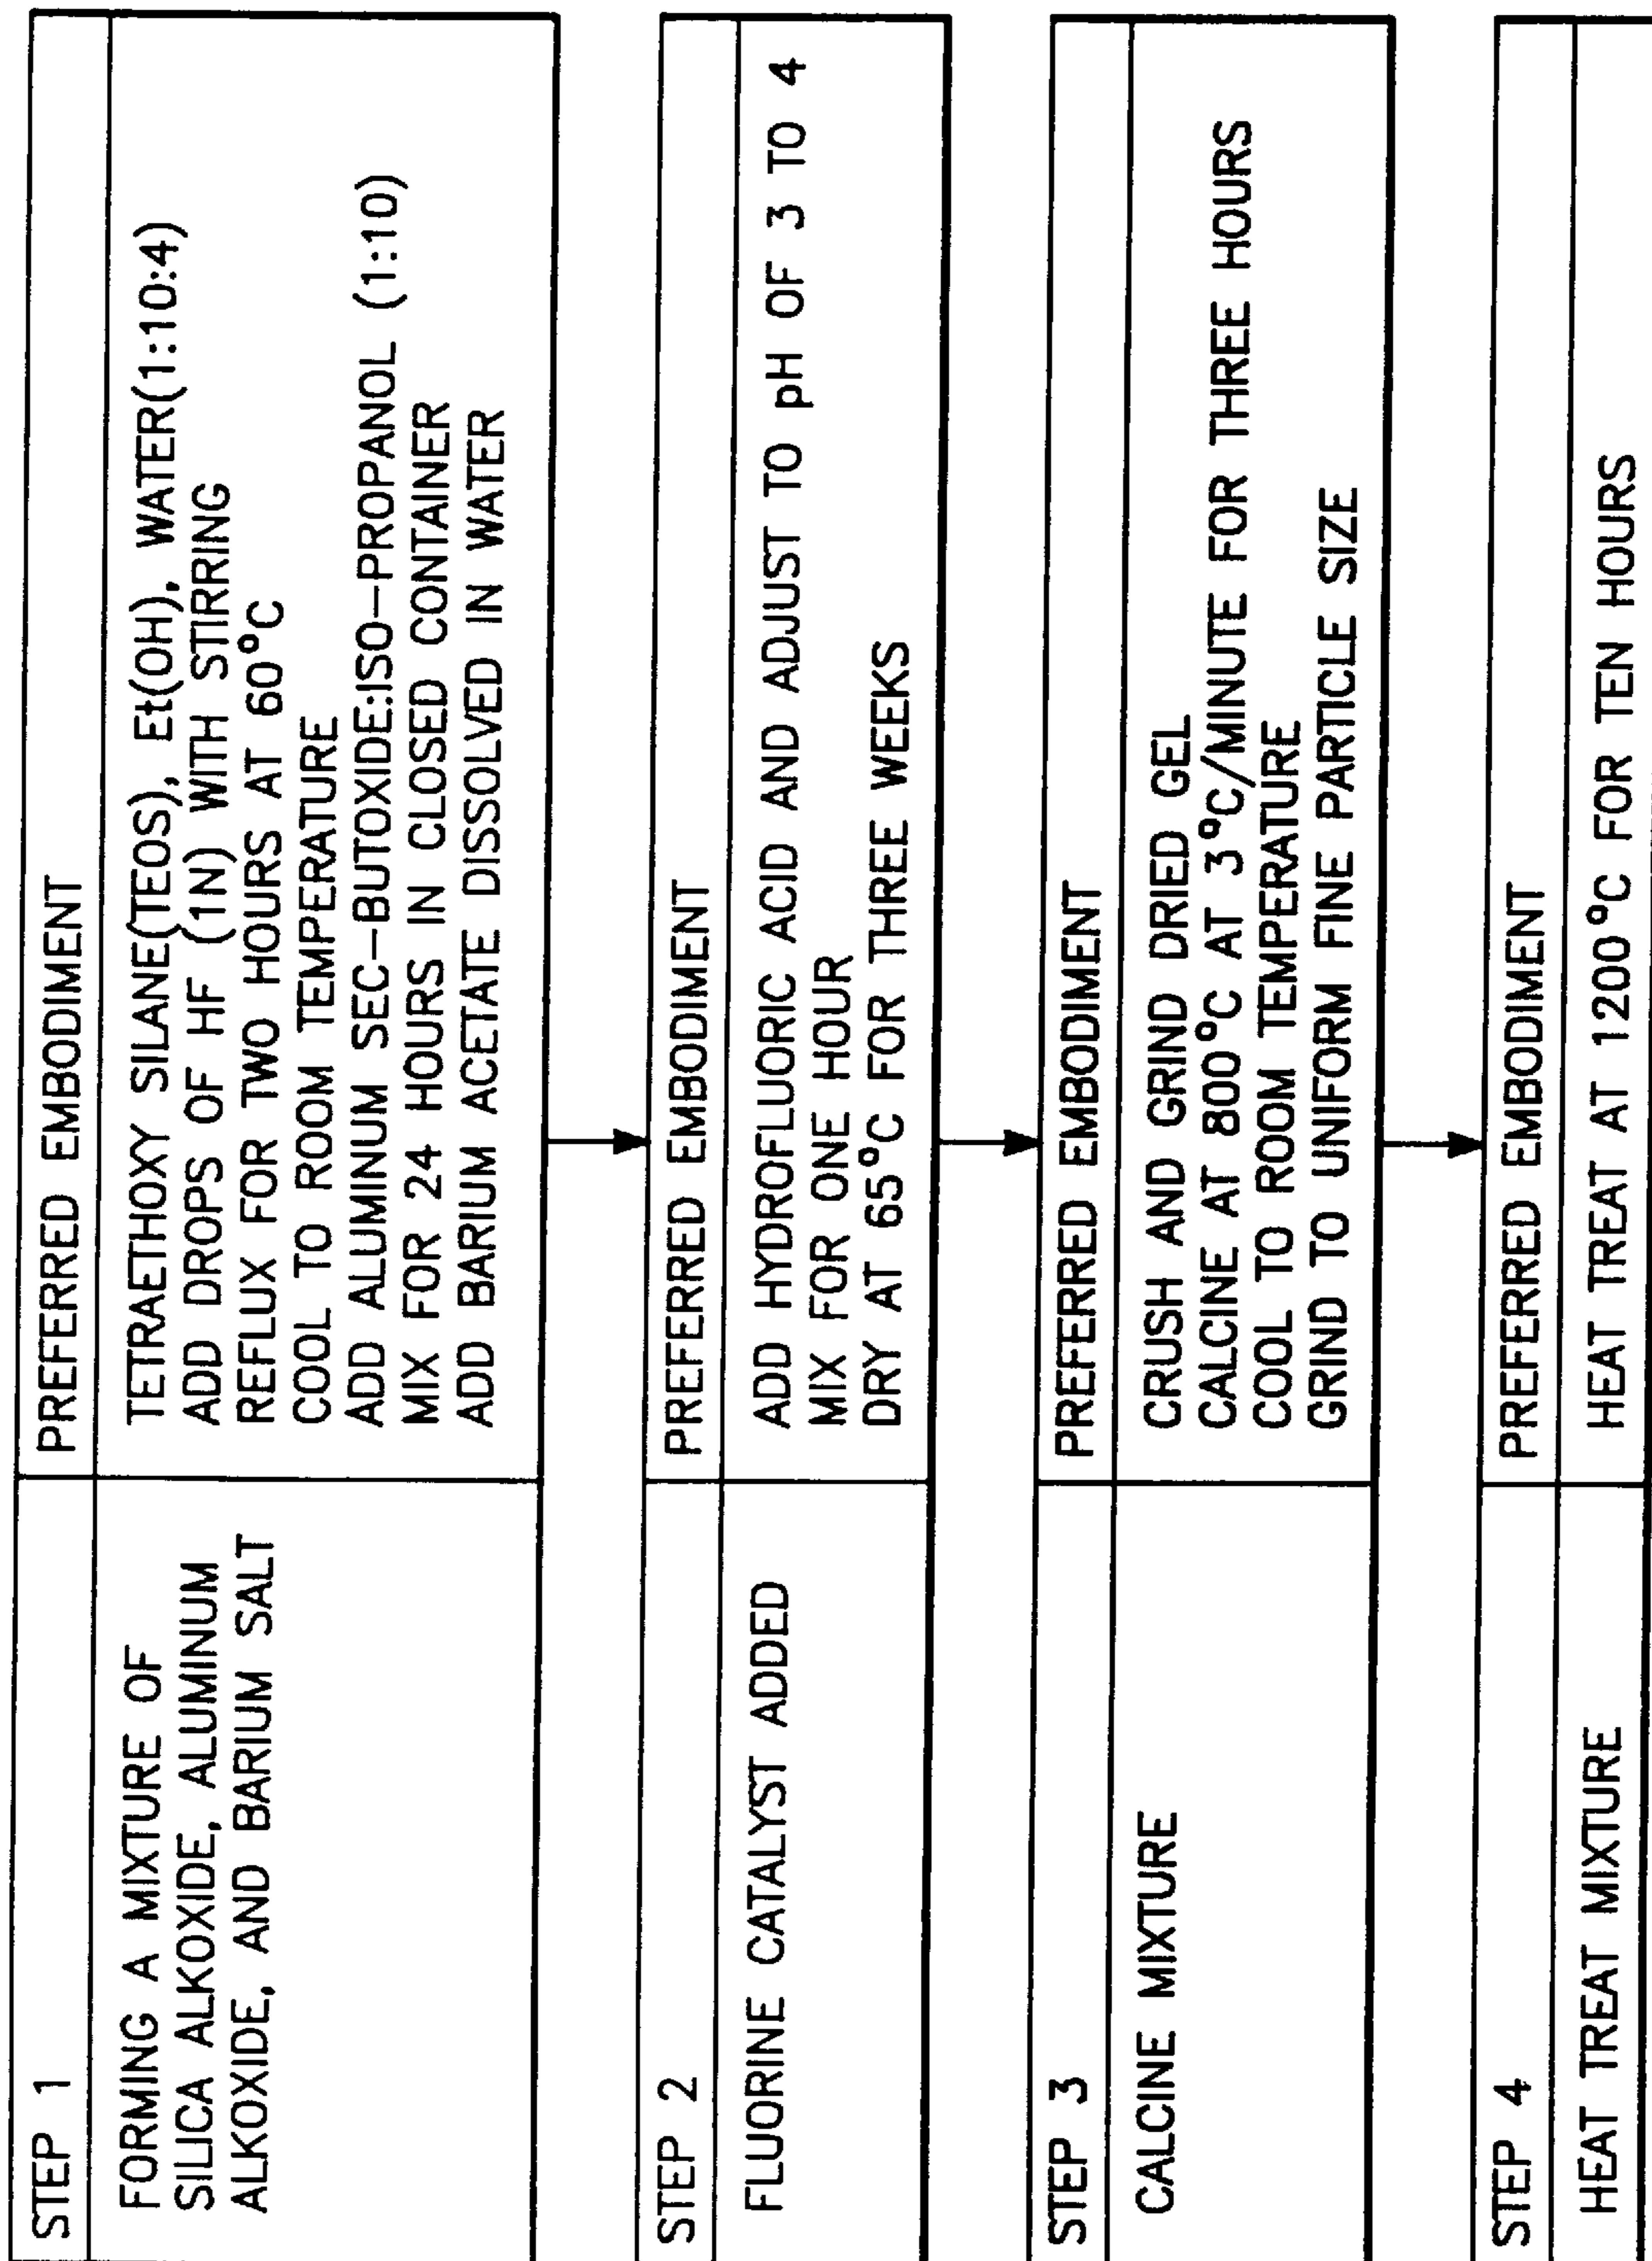 STEP 1
PREFERRED EMBODIMENT
FORMING A MIXTURE OF
SILICA ALKOXIDE, ALUMINUM
ALKOXIDE, AND BARIUM SALT
TETRAETHOXY SILANE(TEOS), Et(OH), WATER(1:10:4)
ADD DROPS OF HF (1N) WITH STIRRING
REFLUX FOR TWO HOURS AT 60°C
COOL TO ROOM TEMPERATURE
ADD ALUMINUM SEC-BUTOXIDE:ISO-PROPANOL (1:10)
MIX FOR 24 HOURS IN CLOSED CONTAINER
ADD BARIUM ACETATE DISSOLVED IN WATER
STEP 2
PREFERRED EMBODIMENT
FLUORINE CATALYST ADDED
ADD HYDROFLUORIC ACID AND ADJUST TO pH OF 3 TO 4
MIX FOR ONE HOUR
DRY AT 65°C FOR THREE WEEKS
STEP 3
PREFERRED EMBODIMENT
CALCINE MIXTURE
CRUSH AND GRIND DRIED GEL
CALCINE AT 800°C AT 3°C/MINUTE FOR THREE HOURS
COOL TO ROOM TEMPERATURE
GRIND TO UNIFORM FINE PARTICLE SIZE
STEP 4
PREFERRED EMBODIMENT
HEAT TREAT MIXTURE
HEAT TREAT AT 1200°C FOR TEN HOURS